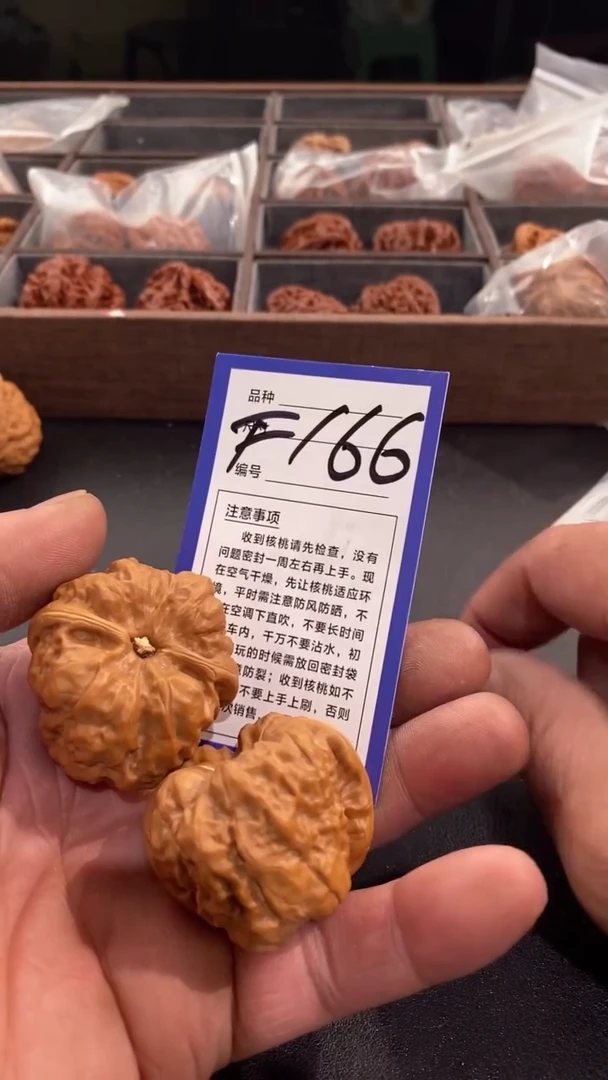 品种
F166
编号
注意事项
收到核桃请先检查，没有
问题密封一周左右再上手。现
在空气干燥，先让核桃适应环
境，平时需注意防风防晒，不
在空调下直吹，不要长时间
车内，千万不要沾水，初
玩的时候需放回密封袋
防裂；收到核桃如不
不要上手上刷，否则
次销售。